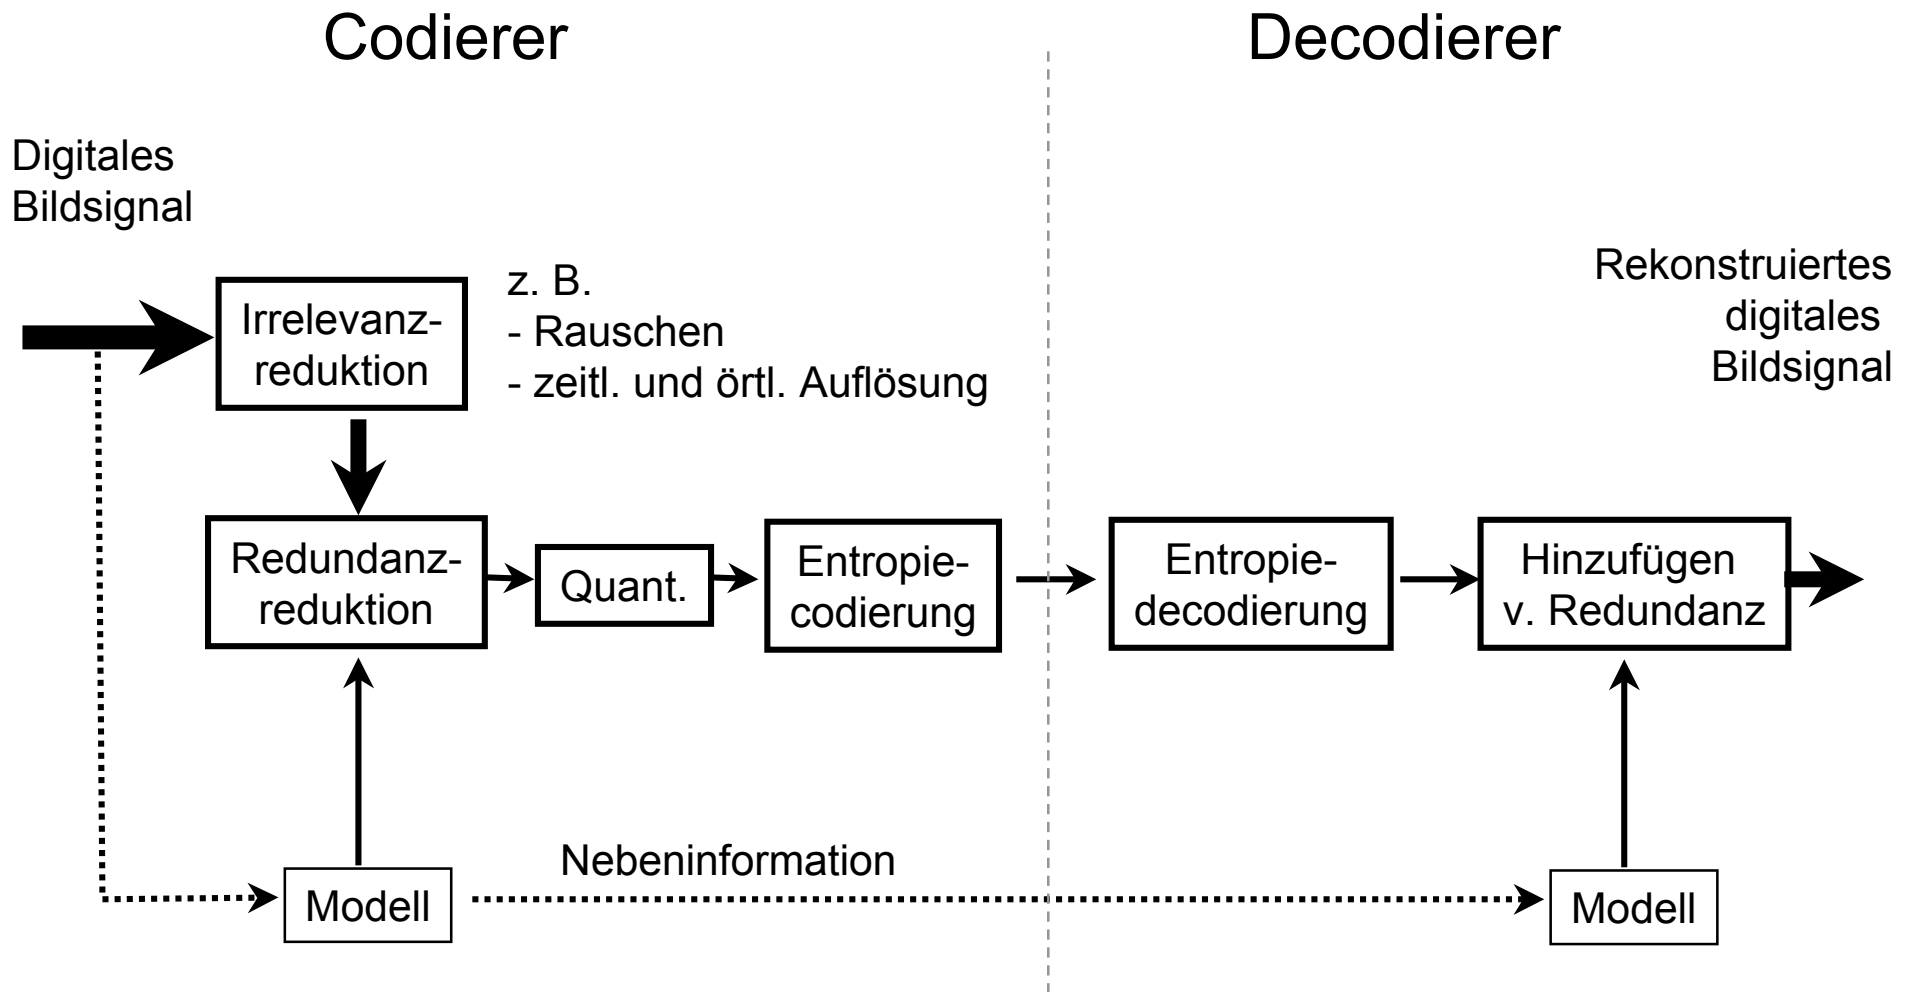 Codierer
Decodierer
Digitales
Bildsignal
Irrelevanz-
reduktion
z. B.
- Rauschen
- zeitl. und örtl. Auflösung
Rekonstruiertes
digitales
Bildsignal
Redundanz-
reduktion
Quant.
Entropie-
codierung
Entropie-
decodierung
Hinzufügen
v. Redundanz
Nebeninformation
Modell
Modell